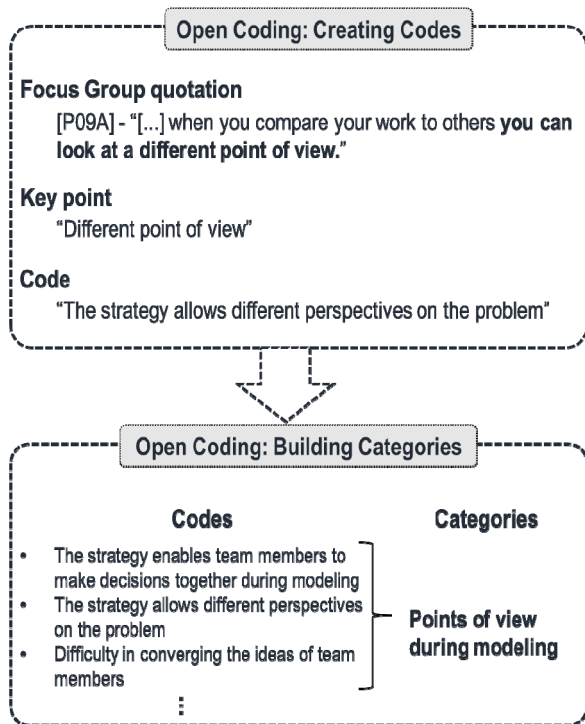 Open Coding: Creating Codes
Focus Group quotation
[P09A] - “[...] when you compare your work to others you can
look at a different point of view.”
Key point
“Different point of view”
Code
“The strategy allows different perspectives on the problem”
Open Coding: Building Categories
Codes
Categories
• The strategy enables team members to
make decisions together during modeling
• The strategy allows different perspectives
on the problem
• Difficulty in converging the ideas of team
members
⋮
Points of view
during modeling